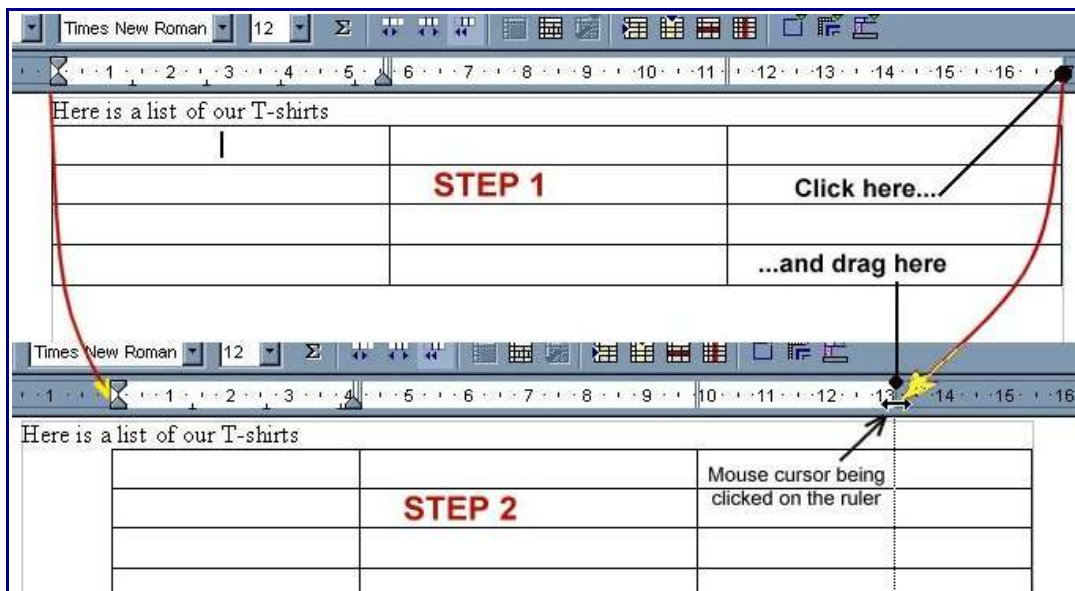 Times New Roman 12 Σ
1 2 3 4 5 6 7 8 9 10 11 12 13 14 15 16
Here is a list of our T-shirts
STEP 1
Click here...
...and drag here
Times New Roman 12 Σ
1 1 2 3 4 5 6 7 8 9 10 11 12 13 14 15 16
Here is a list of our T-shirts
Mouse cursor being
clicked on the ruler
STEP 2